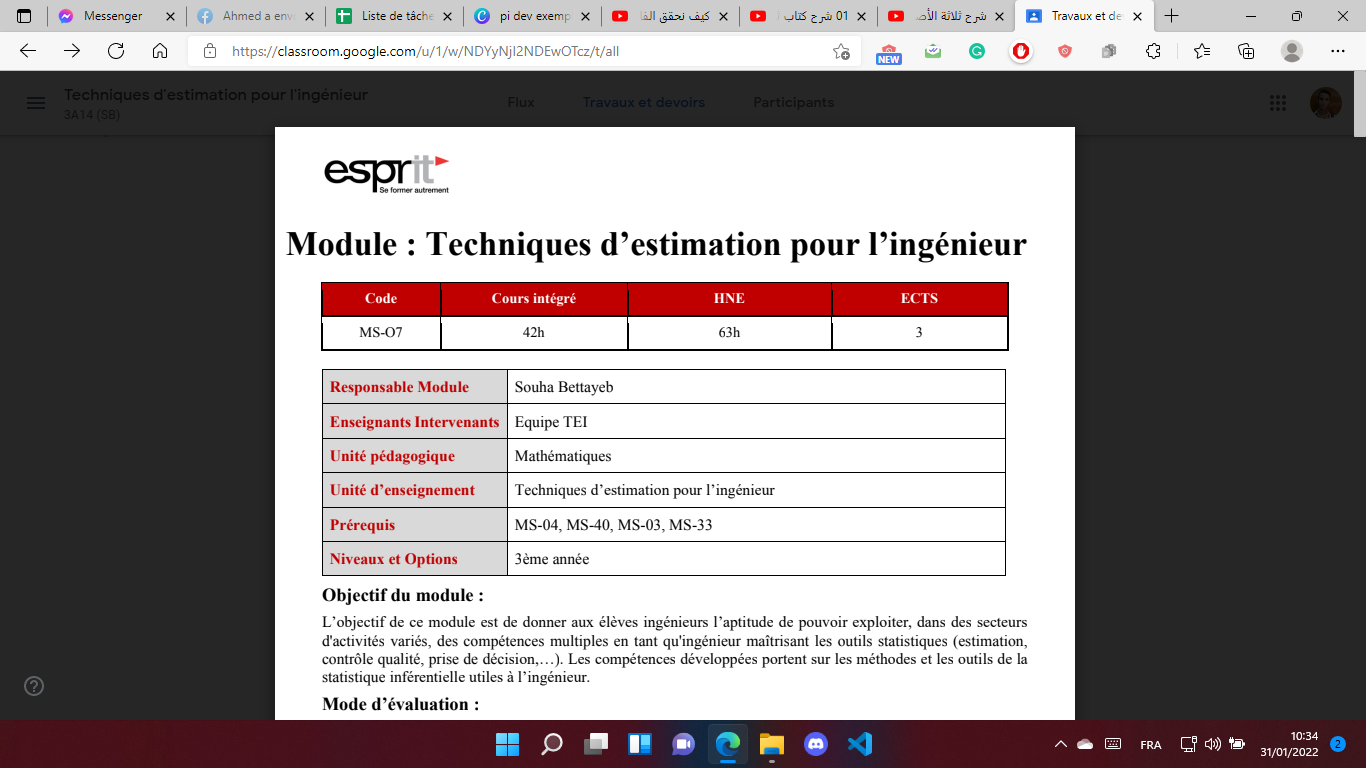 Messenger
Ahmed a env
Liste de tâche
pi dev exemp
كيف نحقق الفا
01 شرح كتاب ا
شرح ثلاثة الأص
Travaux et de
https://classroom.google.com/u/1/w/NDYyNjI2NDEwOTcz/t/all
NEW
Techniques d'estimation pour l'ingénieur
3A14 (SB)
Flux
Travaux et devoirs
Participants
esprit
Se former autrement
Module : Techniques d’estimation pour l’ingénieur
Code Cours intégré HNE ECTS
MS-O7 42h 63h 3
Responsable Module Souha Bettayeb
Enseignants Intervenants Equipe TEI
Unité pédagogique Mathématiques
Unité d’enseignement Techniques d’estimation pour l’ingénieur
Prérequis MS-04, MS-40, MS-03, MS-33
Niveaux et Options 3ème année
Objectif du module :
L’objectif de ce module est de donner aux élèves ingénieurs l’aptitude de pouvoir exploiter, dans des secteurs
d'activités variés, des compétences multiples en tant qu'ingénieur maîtrisant les outils statistiques (estimation,
contrôle qualité, prise de décision,…). Les compétences développées portent sur les méthodes et les outils de la
statistique inférentielle utiles à l’ingénieur.
Mode d’évaluation :
FRA
10:34
31/01/2022
2